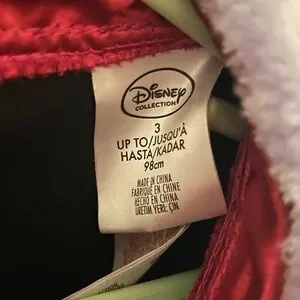 Disney
COLLECTION
3
UP TO/JUSQU'À
HASTA/KADAR
98cm
MADE IN CHINA
FABRIQUÉ EN CHINE
HECHO EN CHINA
ÜRETIM YERI, ÇIN